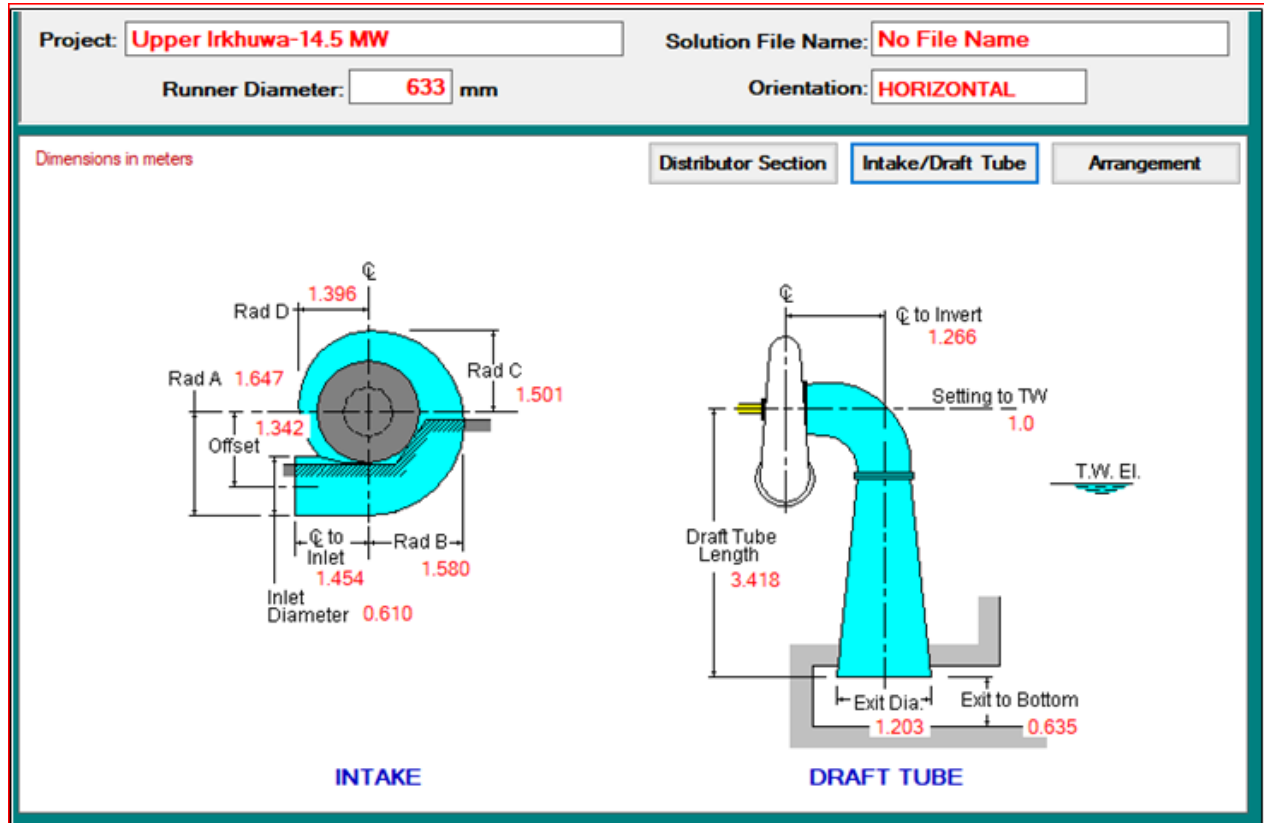 Project: Upper Irkhuwa-14.5 MW
Solution File Name: No File Name
Runner Diameter: 633 mm
Orientation: HORIZONTAL
Dimensions in meters
Distributor Section
Intake/Draft Tube
Arrangement
℄
1.396
Rad D
Rad C
1.501
Rad A 1.647
1.342
Offset
℄ to
Inlet
1.454
Rad B
1.580
Inlet
Diameter 0.610
INTAKE
℄
℄ to Invert
1.266
Setting to TW
1.0
T.W. El.
Draft Tube
Length
3.418
Exit Dia.
1.203
Exit to Bottom
0.635
DRAFT TUBE